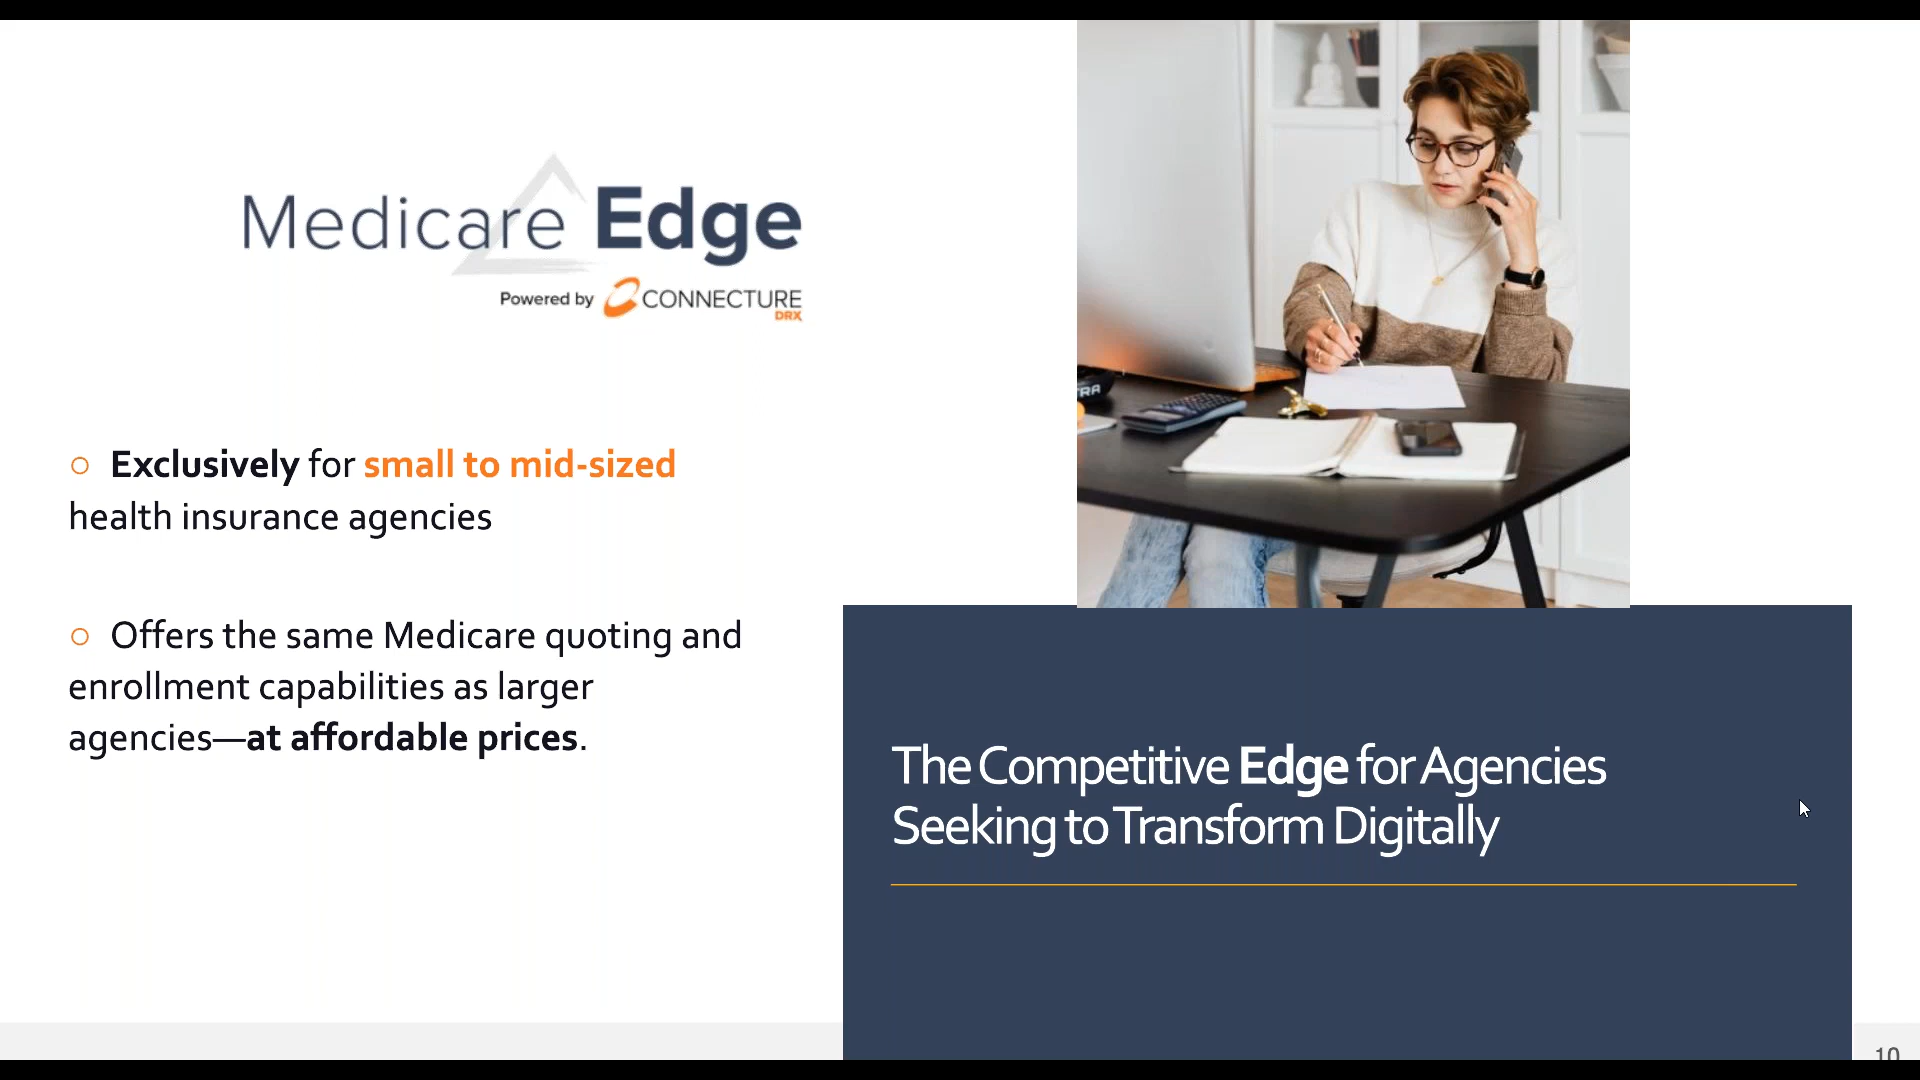 Medicare Edge
Powered by CONNECTURE
DRX
○ Exclusively for small to mid-sized
health insurance agencies
○ Offers the same Medicare quoting and
enrollment capabilities as larger
agencies—at affordable prices.
TRA
The Competitive Edge for Agencies
Seeking to Transform Digitally
10